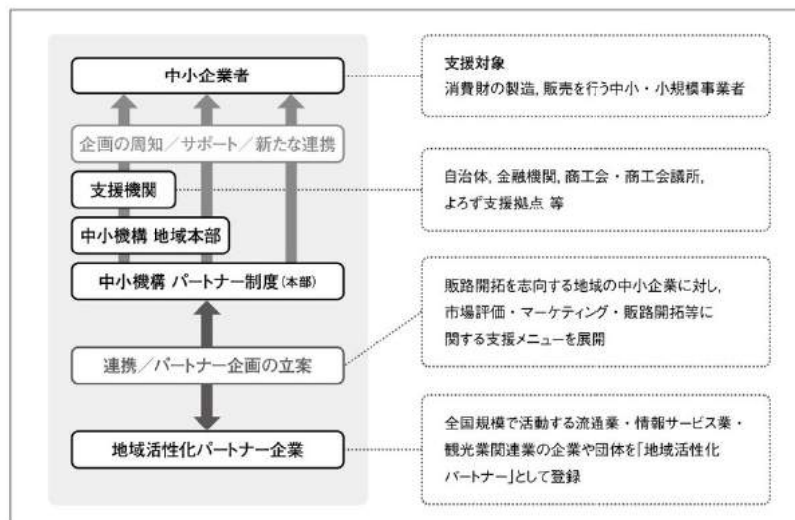 中小企業者
支援対象
消費財の製造, 販売を行う中小・小規模事業者
企画の周知／サポート／新たな連携
支援機関
自治体, 金融機関, 商工会・商工会議所,
よろず支援拠点 等
中小機構 地域本部
中小機構 パートナー制度(本部)
販路開拓を志向する地域の中小企業に対し,
市場評価・マーケティング・販路開拓等に
関する支援メニューを展開
連携／パートナー企画の立案
地域活性化パートナー企業
全国規模で活動する流通業・情報サービス業・
観光業関連業の企業や団体を「地域活性化
パートナー」として登録